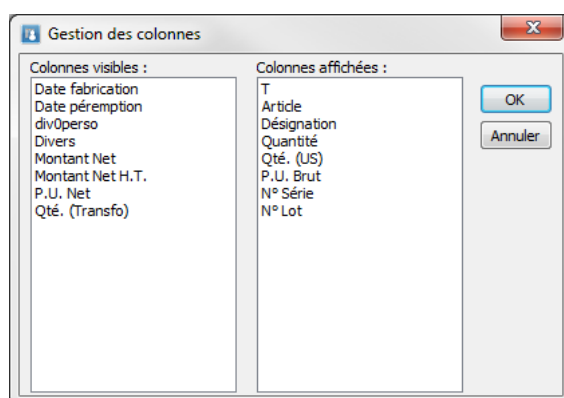 Gestion des colonnes
Colonnes visibles :
Date fabrication
Date péremption
div0perso
Divers
Montant Net
Montant Net H.T.
P.U. Net
Qté. (Transfo)
Colonnes affichées :
T
Article
Désignation
Quantité
Qté. (US)
P.U. Brut
N° Série
N° Lot
OK
Annuler